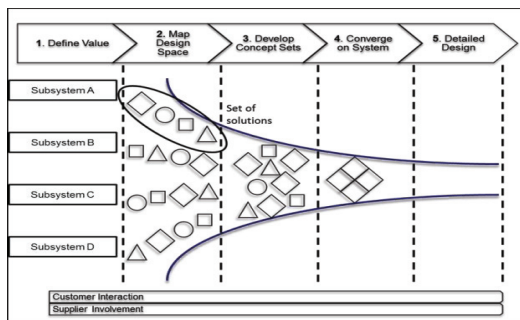 1. Define Value
2. Map
Design
Space
3. Develop
Concept Sets
4. Converge
on System
5. Detailed
Design
Subsystem A
Set of
solutions
Subsystem B
Subsystem C
Subsystem D
Customer Interaction
Supplier Involvement